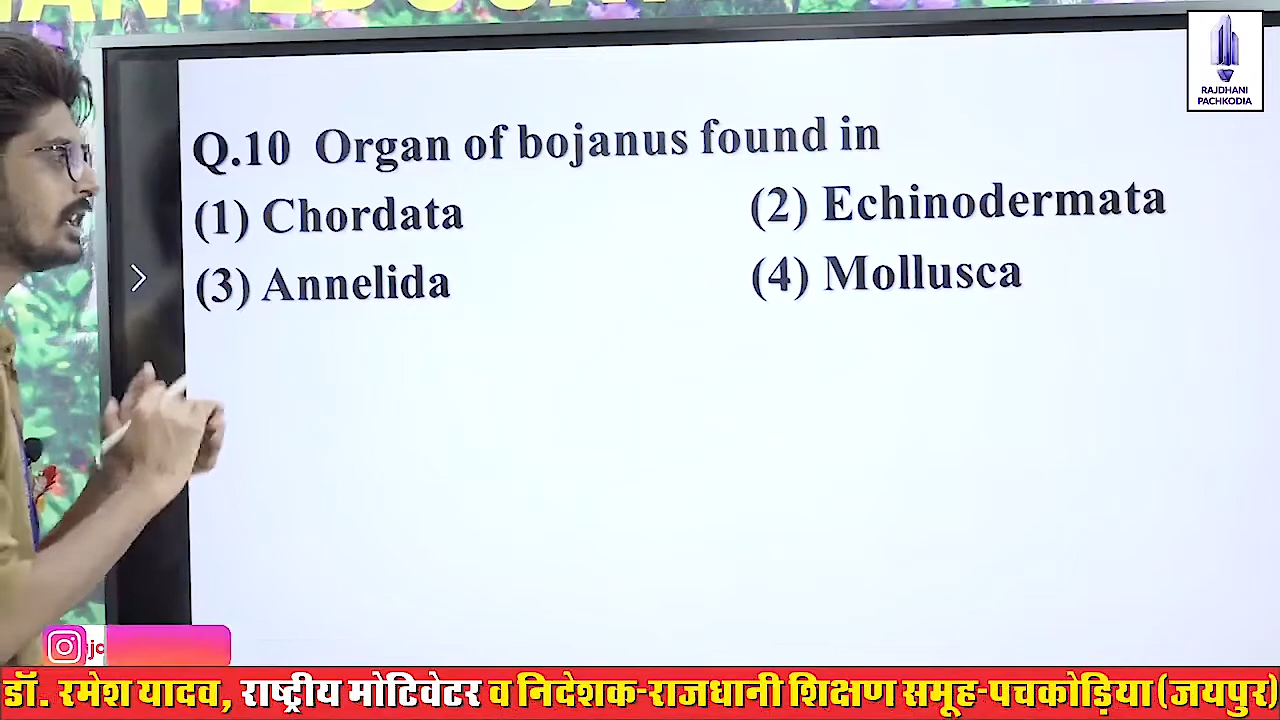 RAJDHANI
PACHKODIA
Q.10 Organ of bojanus found in
(1) Chordata (2) Echinodermata
(3) Annelida (4) Mollusca
डॉ. रमेश यादव, राष्ट्रीय मोटिवेटर व निदेशक-राजधानी शिक्षण समूह-पचकोड़िया (जयपुर)